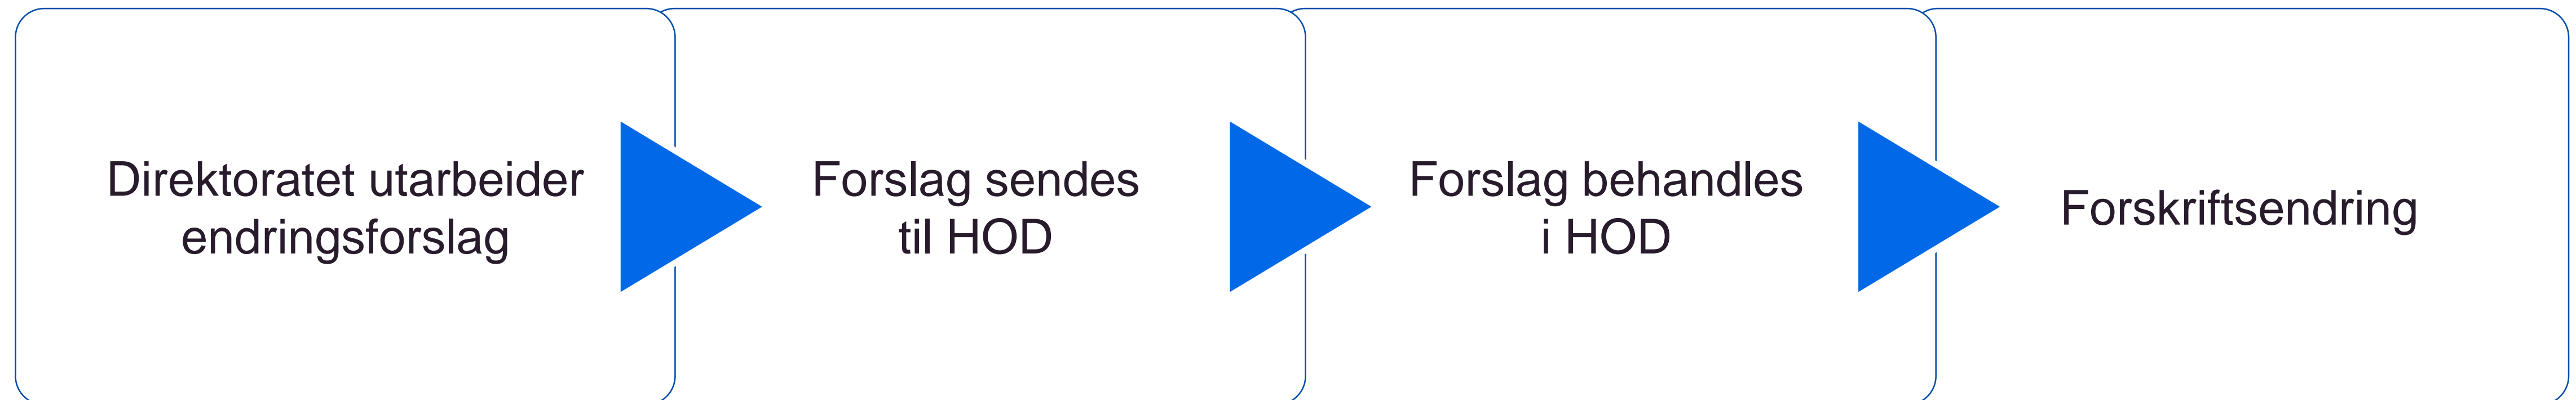 Direktoratet utarbeider
endringsforslag
Forslag sendes
til HOD
Forslag behandles
i HOD
Forskriftsendring